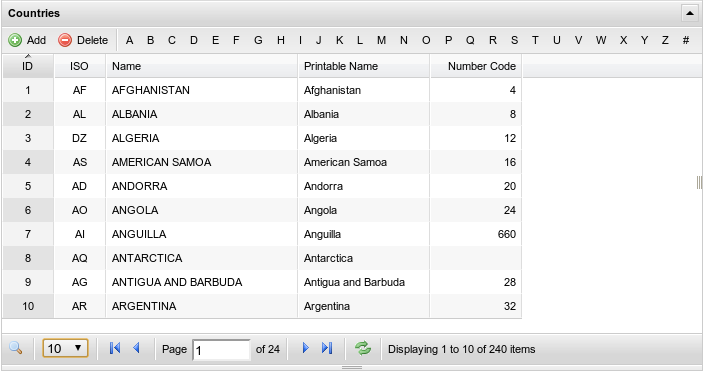 Countries
Add Delete A B C D E F G H I J K L M N O P Q R S T U V W X Y Z #
ID ISO Name Printable Name Number Code
1 AF AFGHANISTAN Afghanistan 4
2 AL ALBANIA Albania 8
3 DZ ALGERIA Algeria 12
4 AS AMERICAN SAMOA American Samoa 16
5 AD ANDORRA Andorra 20
6 AO ANGOLA Angola 24
7 AI ANGUILLA Anguilla 660
8 AQ ANTARCTICA Antarctica
9 AG ANTIGUA AND BARBUDA Antigua and Barbuda 28
10 AR ARGENTINA Argentina 32
10 Page 1 of 24 Displaying 1 to 10 of 240 items